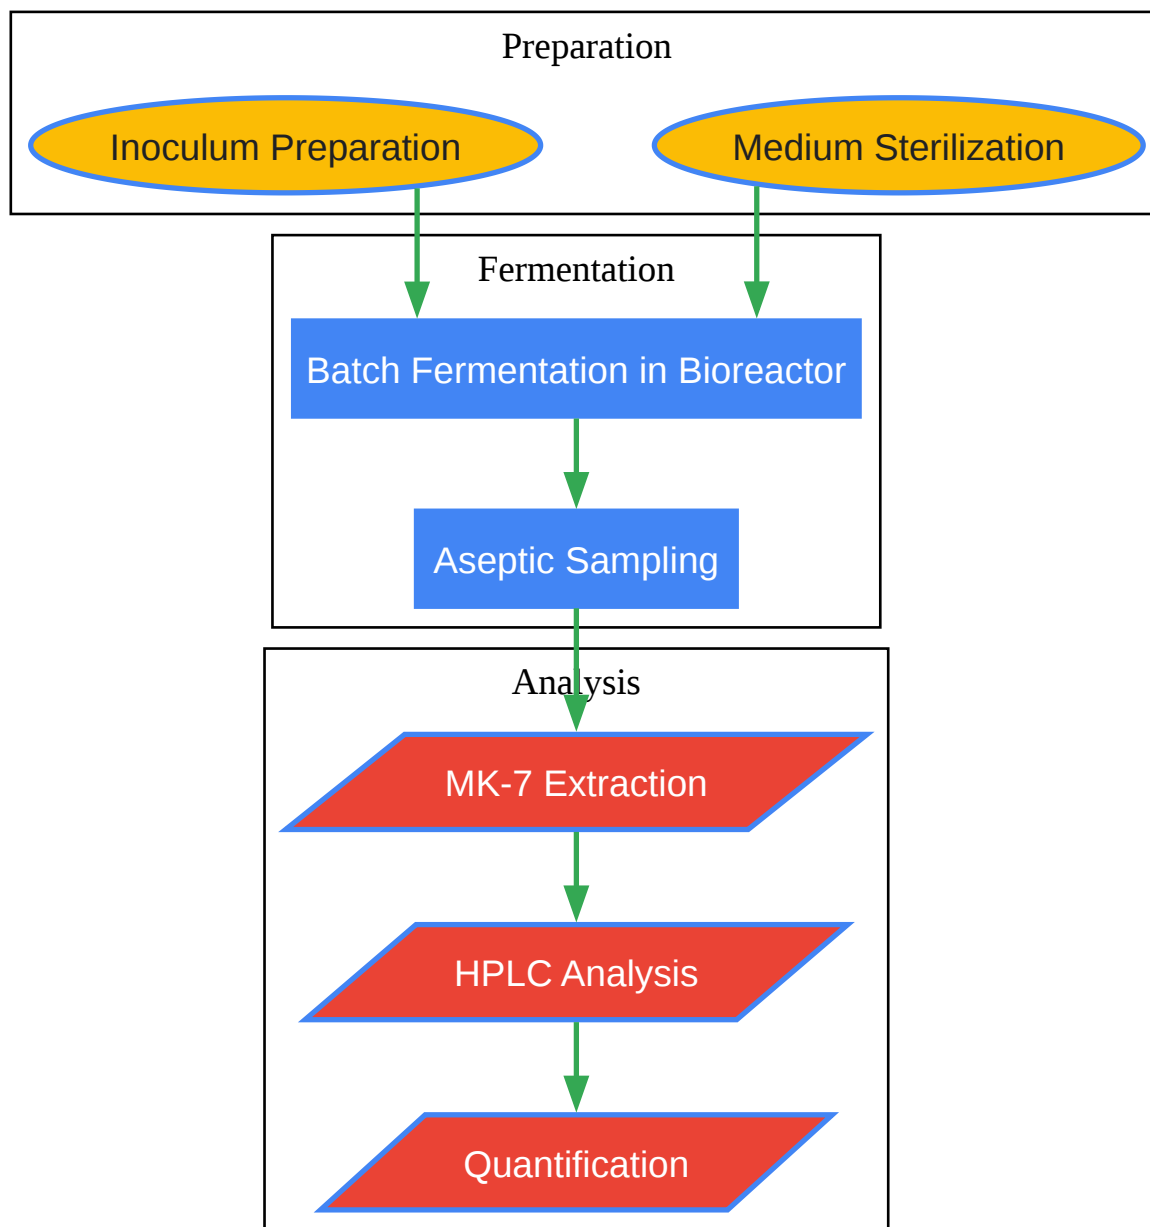 Preparation
Inoculum Preparation
Medium Sterilization
Fermentation
Batch Fermentation in Bioreactor
Aseptic Sampling
Analysis
MK-7 Extraction
HPLC Analysis
Quantification